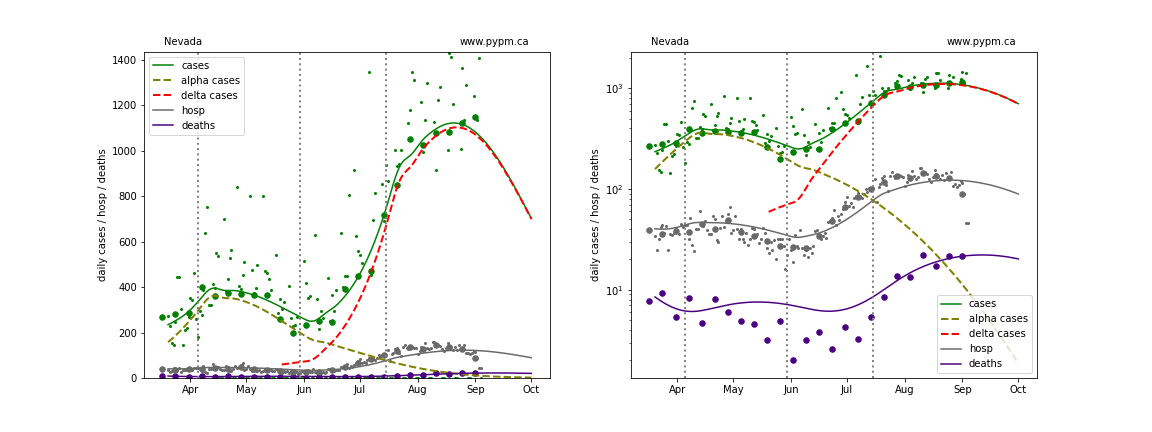 Nevada www.pypm.ca
daily cases / hosp / deaths
1400
1200
1000
800
600
400
200
0
cases
alpha cases
delta cases
hosp
deaths
Apr May Jun Jul Aug Sep Oct
Nevada www.pypm.ca
daily cases / hosp / deaths
10³
10²
10¹
cases
alpha cases
delta cases
hosp
deaths
Apr May Jun Jul Aug Sep Oct